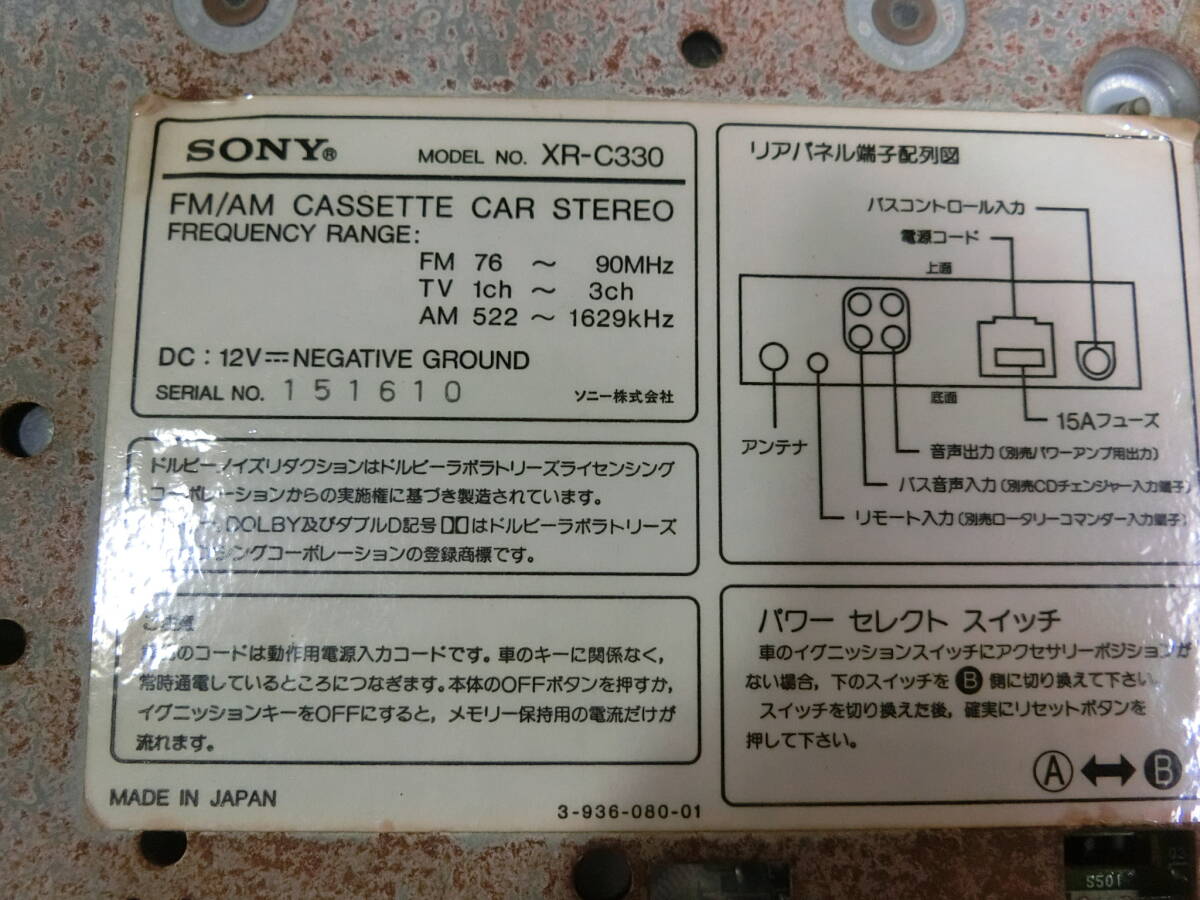 SONY®
MODEL NO. XR-C330
FM/AM CASSETTE CAR STEREO
FREQUENCY RANGE:
FM 76 ～ 90MHz
TV 1ch ～ 3ch
AM 522 ～ 1629kHz
DC : 12V⎓NEGATIVE GROUND
SERIAL NO. 151610
ソニー株式会社
ドルビーノイズリダクションはドルビーラボラトリーズライセンシング
コーポレーションからの実施権に基づき製造されています。
DOLBY及びダブルD記号 はドルビーラボラトリーズ
シングコーポレーションの登録商標です。
ご注意
のコードは動作用電源入力コードです。車のキーに関係なく,
常時通電しているところにつなぎます。本体のOFFボタンを押すか,
イグニッションキーをOFFにすると, メモリー保持用の電流だけが
流れます。
MADE IN JAPAN
3-936-080-01
リアパネル端子配列図
バスコントロール入力
電源コード
上面
底面
15Aフューズ
アンテナ
音声出力 (別売パワーアンプ用出力)
バス音声入力 (別売CDチェンジャー入力端子)
リモート入力 (別売ロータリーコマンダー入力端子)
パワー セレクト スイッチ
車のイグニッションスイッチにアクセサリーポジションが
ない場合, 下のスイッチを B 側に切り換えて下さい
スイッチを切り換えた後, 確実にリセットボタンを
押して下さい。
A ↔ B
S501